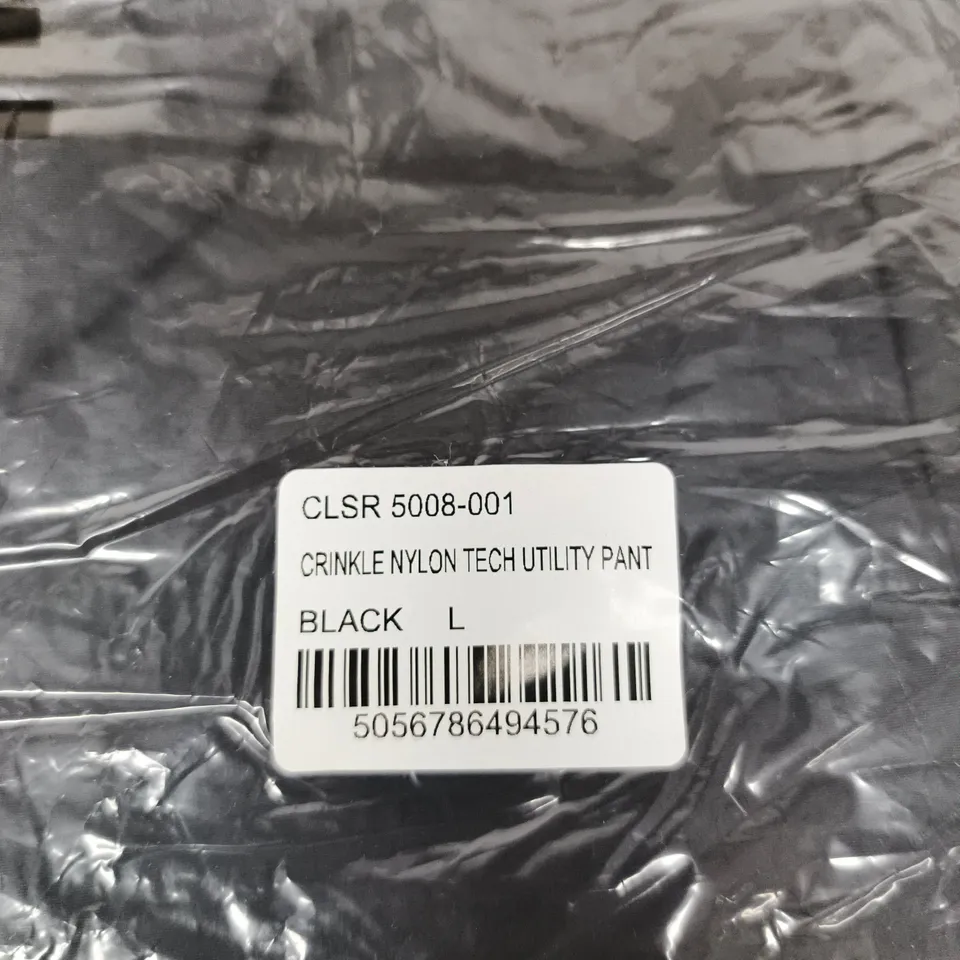 CLSR 5008-001
CRINKLE NYLON TECH UTILITY PANT
BLACK L
5056786494576